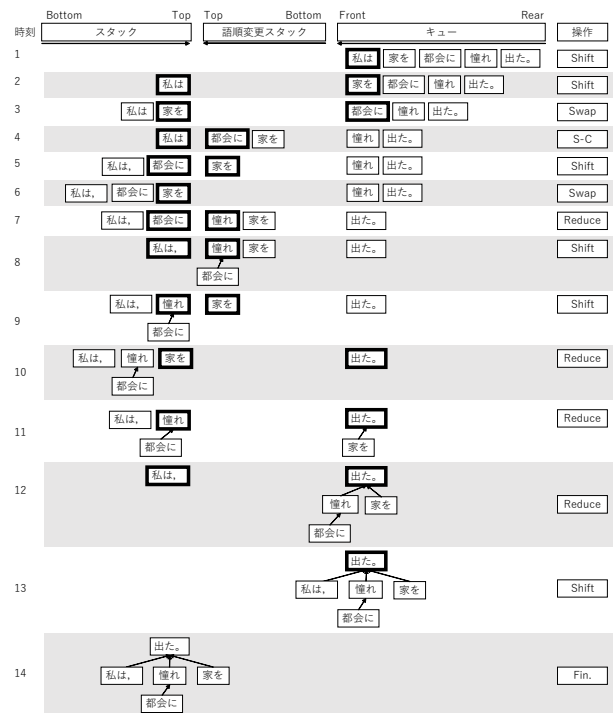 Bottom Top Top Bottom Front Rear
時刻 スタック 語順変更スタック キュー 操作
1 私は 家を 都会に 憧れ 出た。 Shift
2 私は 家を 都会に 憧れ 出た。 Shift
3 私は 家を 都会に 憧れ 出た。 Swap
4 私は 都会に 家を 憧れ 出た。 S-C
5 私は， 都会に 家を 憧れ 出た。 Shift
6 私は， 都会に 家を 憧れ 出た。 Swap
7 私は， 都会に 憧れ 家を 出た。 Reduce
8 私は， 憧れ 家を 出た。 Shift
都会に
9 私は， 憧れ 家を 出た。 Shift
都会に
10 私は， 憧れ 家を 出た。 Reduce
都会に
11 私は， 憧れ 出た。 Reduce
都会に 家を
12 私は， 出た。 Reduce
憧れ 家を
都会に
13 出た。 Shift
私は， 憧れ 家を
都会に
14 出た。 Fin.
私は， 憧れ 家を
都会に